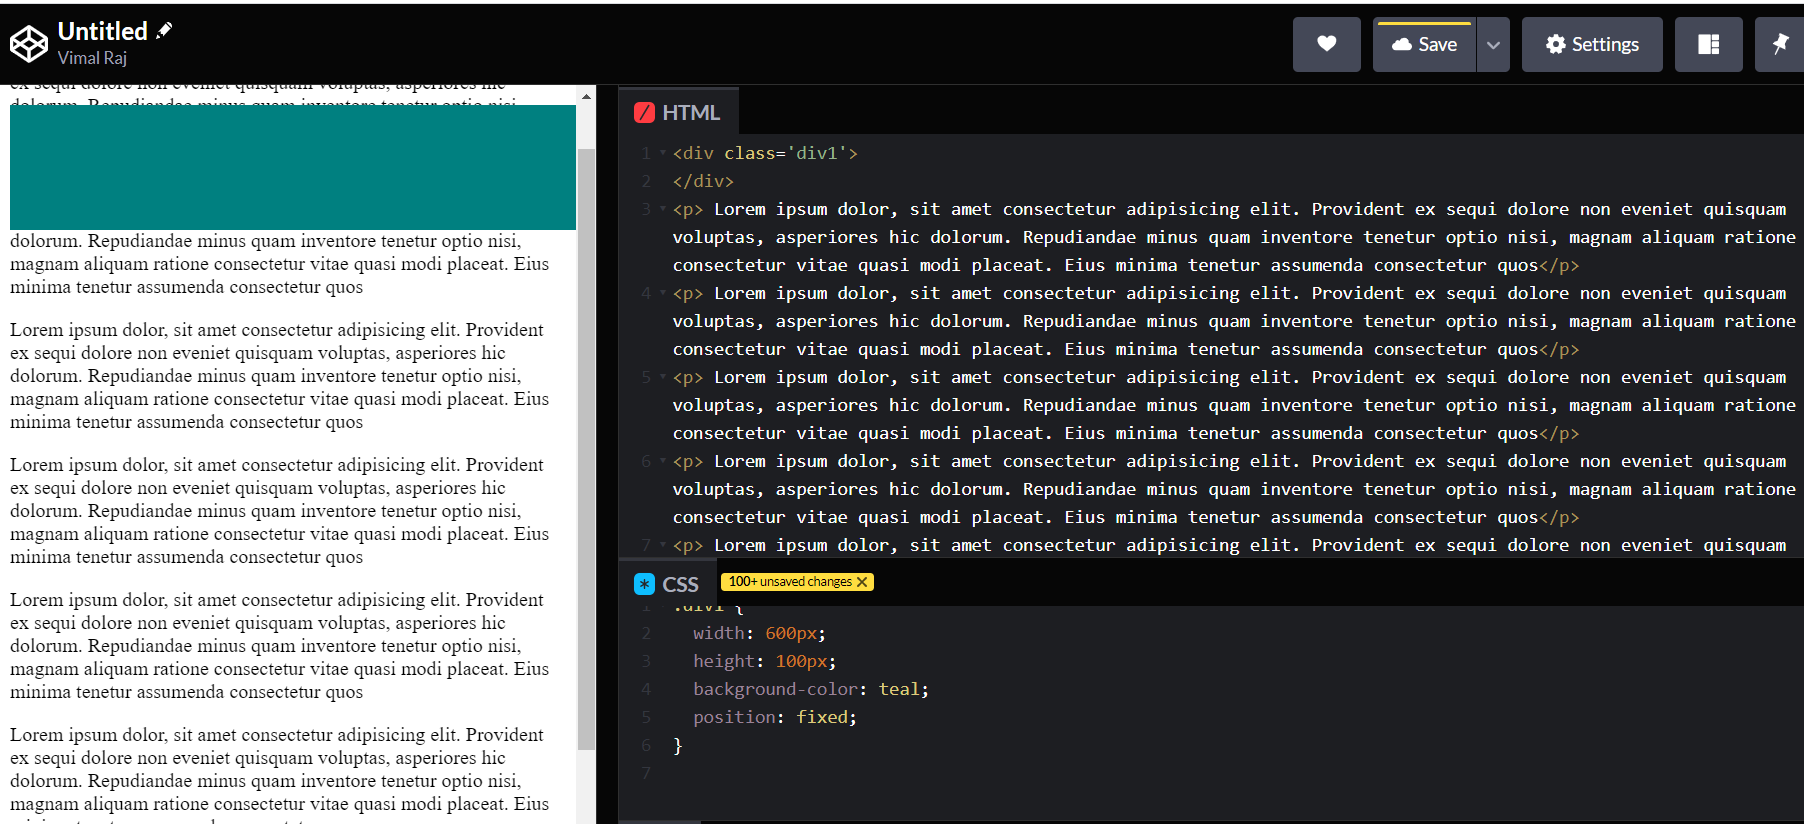 Untitled
Vimal Raj
Save
Settings
ex sequi dolore non eveniet quisquam voluptas, asperiores hic
dolorum. Repudiandae minus quam inventore tenetur optio nisi,
dolorum. Repudiandae minus quam inventore tenetur optio nisi,
magnam aliquam ratione consectetur vitae quasi modi placeat. Eius
minima tenetur assumenda consectetur quos
Lorem ipsum dolor, sit amet consectetur adipisicing elit. Provident
ex sequi dolore non eveniet quisquam voluptas, asperiores hic
dolorum. Repudiandae minus quam inventore tenetur optio nisi,
magnam aliquam ratione consectetur vitae quasi modi placeat. Eius
minima tenetur assumenda consectetur quos
Lorem ipsum dolor, sit amet consectetur adipisicing elit. Provident
ex sequi dolore non eveniet quisquam voluptas, asperiores hic
dolorum. Repudiandae minus quam inventore tenetur optio nisi,
magnam aliquam ratione consectetur vitae quasi modi placeat. Eius
minima tenetur assumenda consectetur quos
Lorem ipsum dolor, sit amet consectetur adipisicing elit. Provident
ex sequi dolore non eveniet quisquam voluptas, asperiores hic
dolorum. Repudiandae minus quam inventore tenetur optio nisi,
magnam aliquam ratione consectetur vitae quasi modi placeat. Eius
minima tenetur assumenda consectetur quos
Lorem ipsum dolor, sit amet consectetur adipisicing elit. Provident
ex sequi dolore non eveniet quisquam voluptas, asperiores hic
dolorum. Repudiandae minus quam inventore tenetur optio nisi,
magnam aliquam ratione consectetur vitae quasi modi placeat. Eius
/ HTML
1 <div class='div1'>
2 </div>
3 <p> Lorem ipsum dolor, sit amet consectetur adipisicing elit. Provident ex sequi dolore non eveniet quisquam
voluptas, asperiores hic dolorum. Repudiandae minus quam inventore tenetur optio nisi, magnam aliquam ratione
consectetur vitae quasi modi placeat. Eius minima tenetur assumenda consectetur quos</p>
4 <p> Lorem ipsum dolor, sit amet consectetur adipisicing elit. Provident ex sequi dolore non eveniet quisquam
voluptas, asperiores hic dolorum. Repudiandae minus quam inventore tenetur optio nisi, magnam aliquam ratione
consectetur vitae quasi modi placeat. Eius minima tenetur assumenda consectetur quos</p>
5 <p> Lorem ipsum dolor, sit amet consectetur adipisicing elit. Provident ex sequi dolore non eveniet quisquam
voluptas, asperiores hic dolorum. Repudiandae minus quam inventore tenetur optio nisi, magnam aliquam ratione
consectetur vitae quasi modi placeat. Eius minima tenetur assumenda consectetur quos</p>
6 <p> Lorem ipsum dolor, sit amet consectetur adipisicing elit. Provident ex sequi dolore non eveniet quisquam
voluptas, asperiores hic dolorum. Repudiandae minus quam inventore tenetur optio nisi, magnam aliquam ratione
consectetur vitae quasi modi placeat. Eius minima tenetur assumenda consectetur quos</p>
7 <p> Lorem ipsum dolor, sit amet consectetur adipisicing elit. Provident ex sequi dolore non eveniet quisquam
* CSS 100+ unsaved changes X
1 .div1 {
2 width: 600px;
3 height: 100px;
4 background-color: teal;
5 position: fixed;
6 }
7